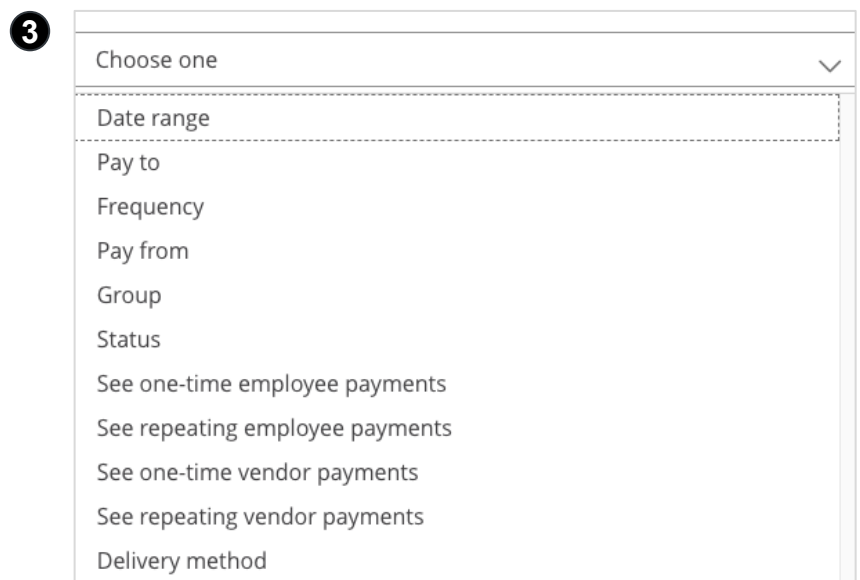 3
Choose one
Date range
Pay to
Frequency
Pay from
Group
Status
See one-time employee payments
See repeating employee payments
See one-time vendor payments
See repeating vendor payments
Delivery method